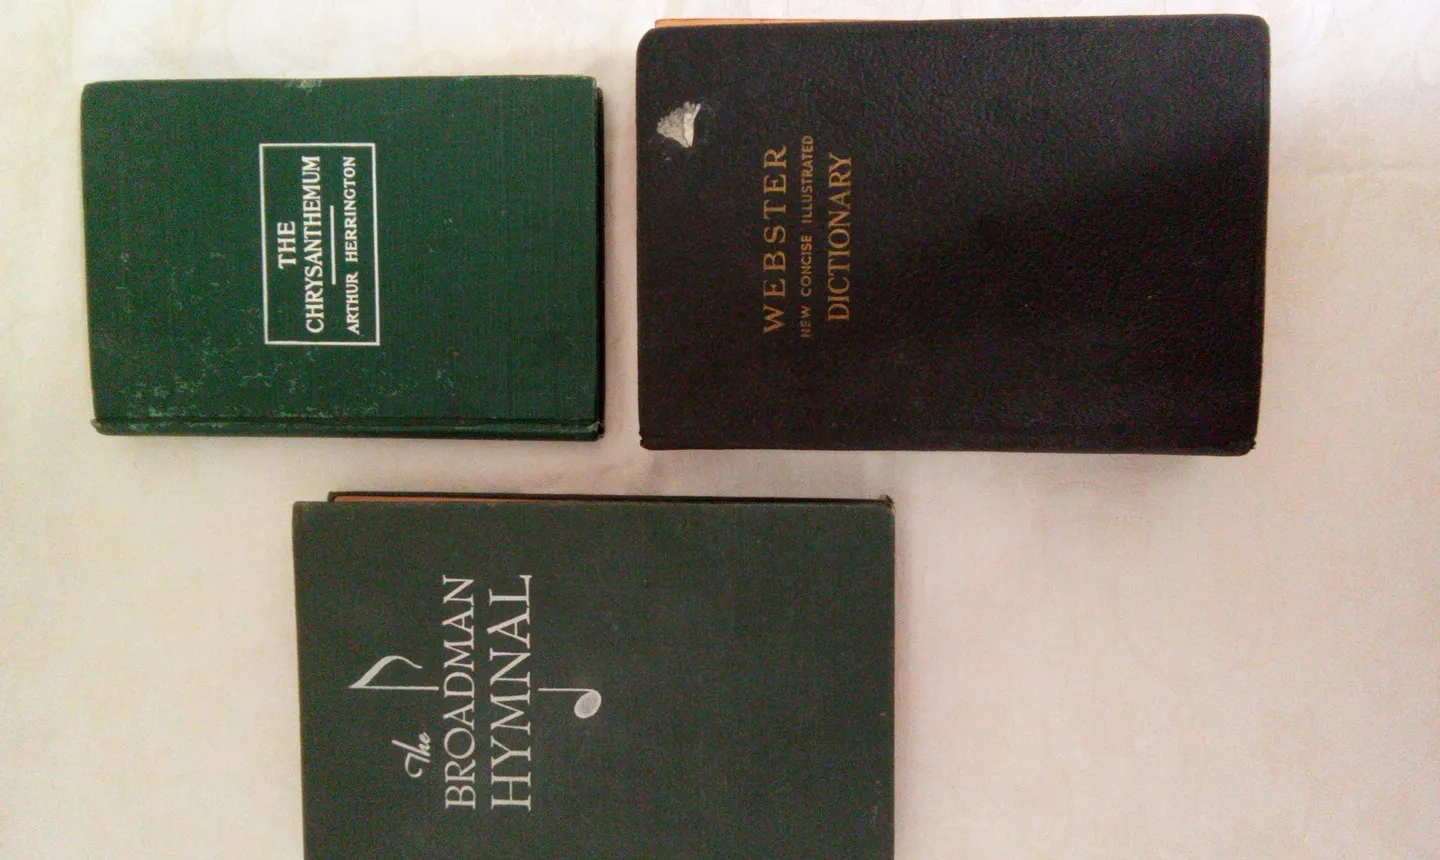 THE
CHRYSANTHEMUM
ARTHUR HERRINGTON
WEBSTER
NEW CONCISE ILLUSTRATED
DICTIONARY
The
BROADMAN
HYMNAL